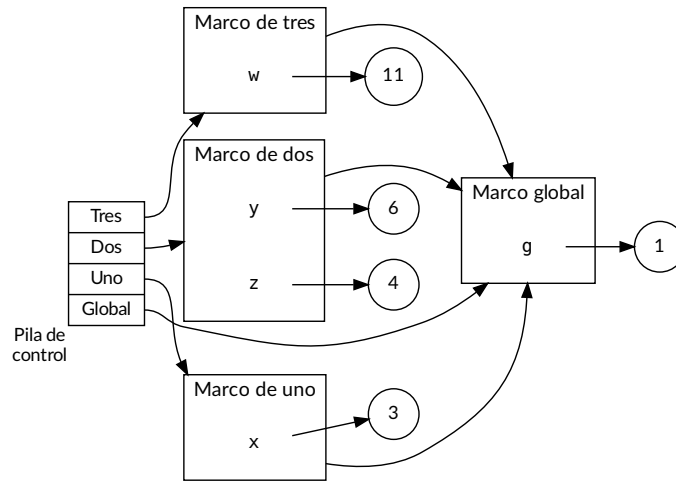 Marco de tres
w
11
Marco de dos
y
6
z
4
Marco global
g
1
Tres
Dos
Uno
Global
Pila de
control
Marco de uno
x
3